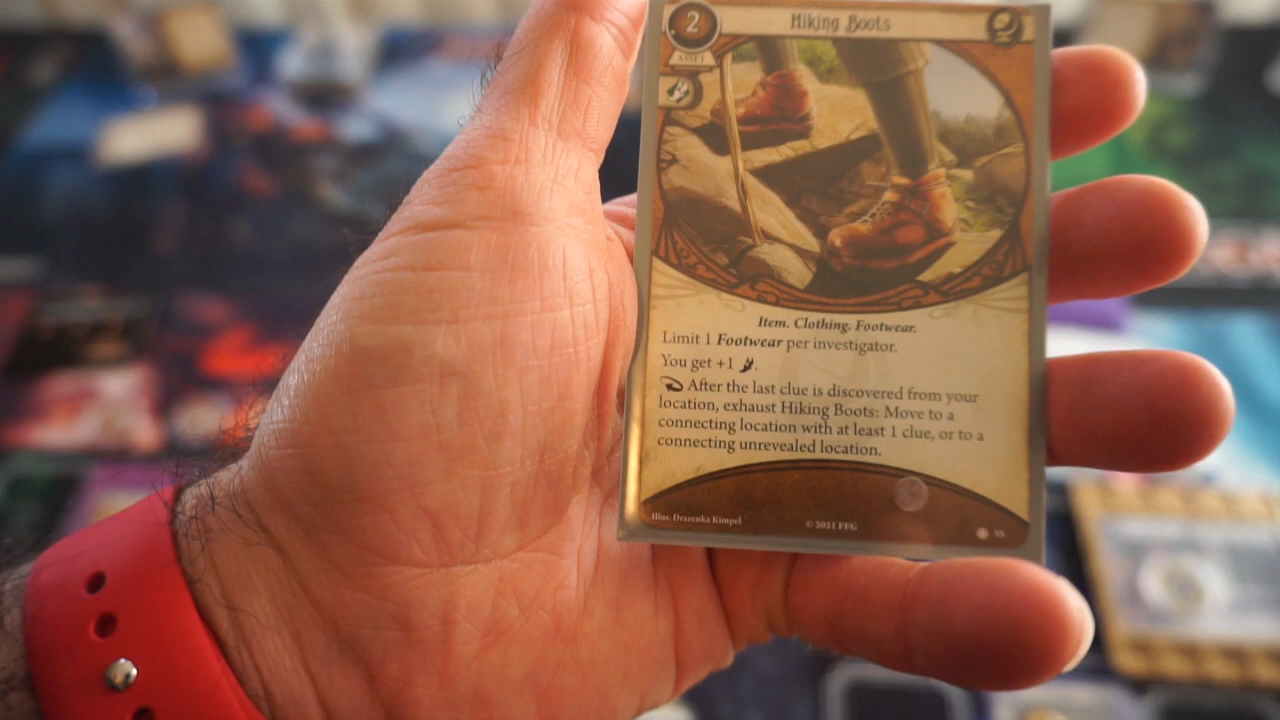 2
Hiking Boots
ASSET
Item. Clothing. Footwear.
Limit 1 Footwear per investigator.
You get +1 .
After the last clue is discovered from your
location, exhaust Hiking Boots: Move to a
connecting location with at least 1 clue, or to a
connecting unrevealed location.
Illus. Drazenka Kimpel
© 2021 FFG